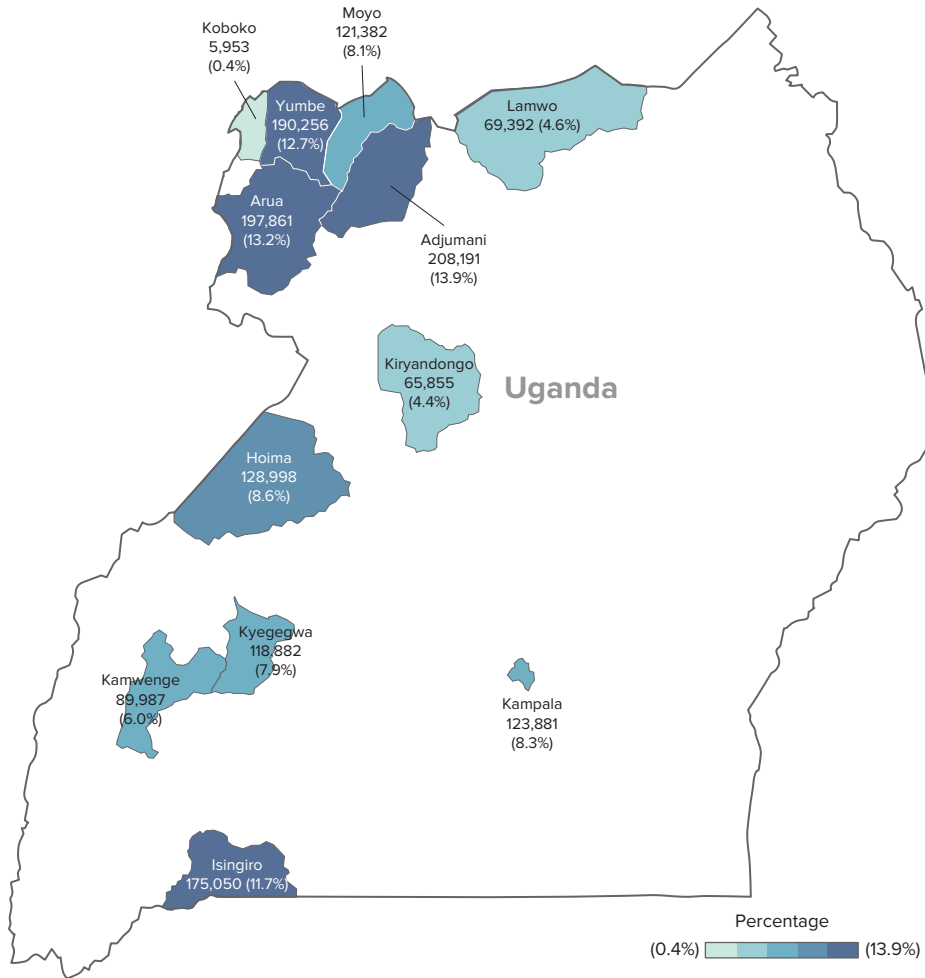 Koboko
5,953
(0.4%)
Moyo
121,382
(8.1%)
Yumbe
190,256
(12.7%)
Lamwo
69,392 (4.6%)
Arua
197,861
(13.2%)
Adjumani
208,191
(13.9%)
Kiryandongo
65,855
(4.4%)
Uganda
Hoima
128,998
(8.6%)
Kyegegwa
118,882
(7.9%)
Kamwenge
89,987
(6.0%)
Kampala
123,881
(8.3%)
Isingiro
175,050 (11.7%)
Percentage
(0.4%) (13.9%)